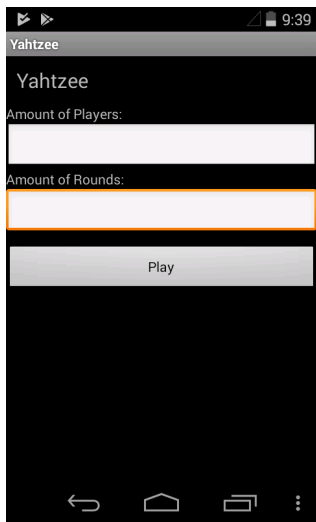 9:39
Yahtzee
Yahtzee
Amount of Players:
Amount of Rounds:
Play